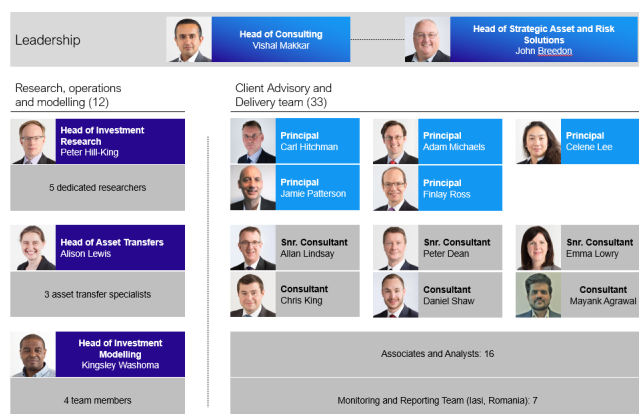 Leadership
Head of Consulting
Vishal Makkar
Head of Strategic Asset and Risk
Solutions
John Breedon
Research, operations
and modelling (12)
Head of Investment
Research
Peter Hill-King
5 dedicated researchers
Head of Asset Transfers
Alison Lewis
3 asset transfer specialists
Head of Investment
Modelling
Kingsley Washoma
4 team members
Client Advisory and
Delivery team (33)
Principal
Carl Hitchman
Principal
Adam Michaels
Principal
Celene Lee
Principal
Jamie Patterson
Principal
Finlay Ross
Snr. Consultant
Allan Lindsay
Snr. Consultant
Peter Dean
Snr. Consultant
Emma Lowry
Consultant
Chris King
Consultant
Daniel Shaw
Consultant
Mayank Agrawal
Associates and Analysts: 16
Monitoring and Reporting Team (Iasi, Romania): 7